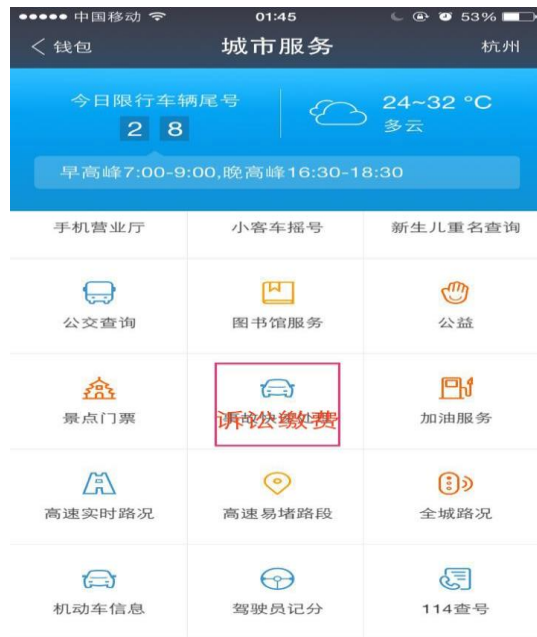 中国移动 01:45 53%
钱包 城市服务 杭州
今日限行车辆尾号
2 8
24~32 °C
多云
早高峰7:00-9:00,晚高峰16:30-18:30
手机营业厅 小客车摇号 新生儿重名查询
公交查询 图书馆服务 公益
景点门票 诉讼缴费 加油服务
高速实时路况 高速易堵路段 全城路况
机动车信息 驾驶员记分 114查号